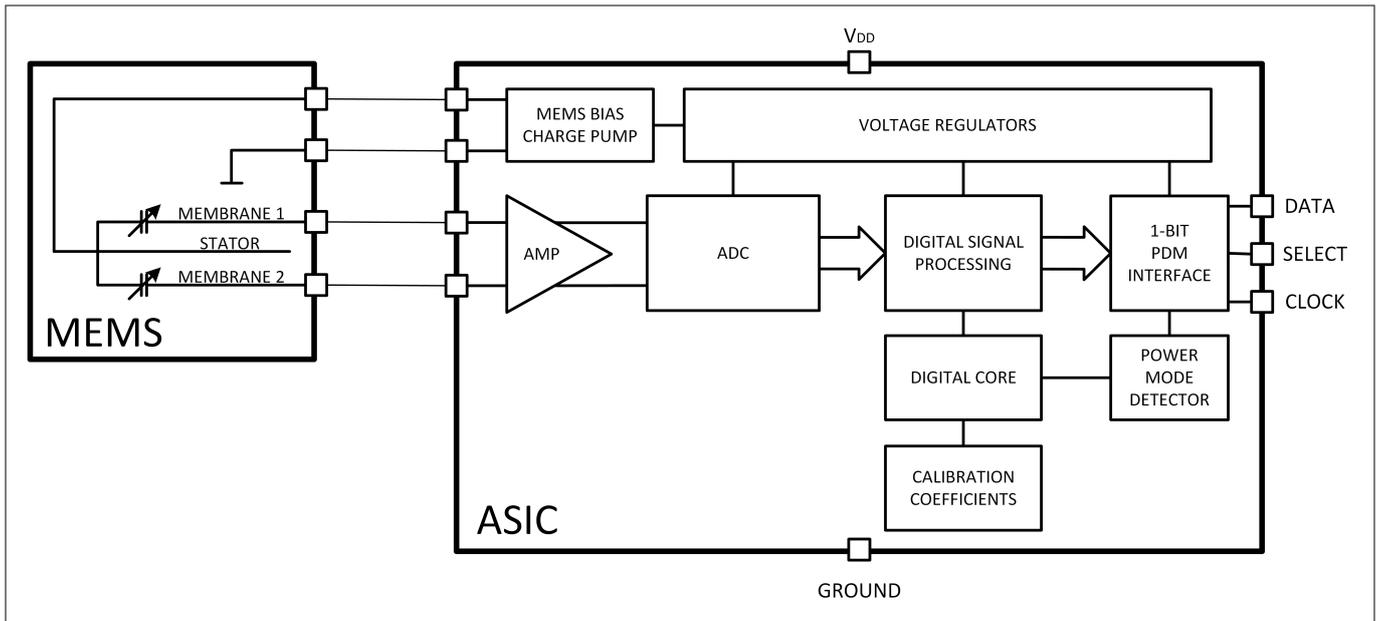 VDD
MEMS BIAS
CHARGE PUMP
VOLTAGE REGULATORS
MEMBRANE 1
STATOR
MEMBRANE 2
MEMS
AMP
ADC
DIGITAL SIGNAL
PROCESSING
1-BIT
PDM
INTERFACE
DATA
SELECT
CLOCK
DIGITAL CORE
POWER
MODE
DETECTOR
CALIBRATION
COEFFICIENTS
ASIC
GROUND